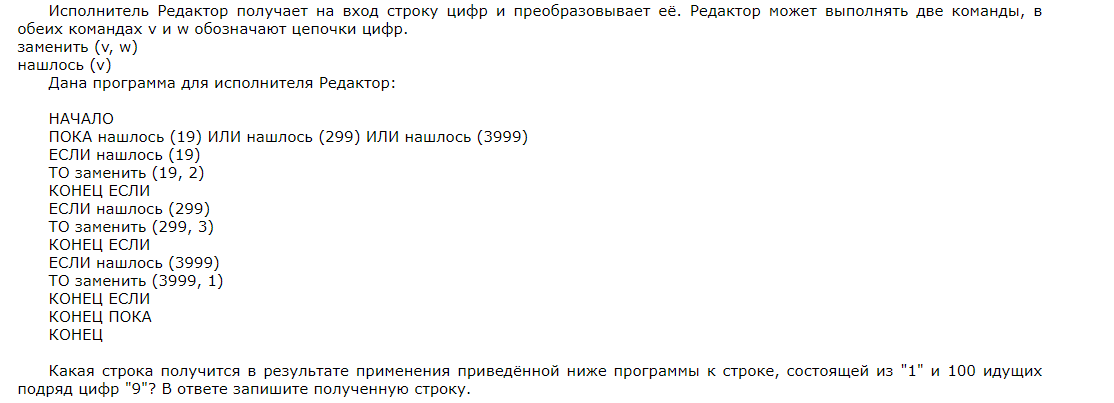 Исполнитель Редактор получает на вход строку цифр и преобразовывает её. Редактор может выполнять две команды, в
обеих командах v и w обозначают цепочки цифр.
заменить (v, w)
нашлось (v)
Дана программа для исполнителя Редактор:
НАЧАЛО
ПОКА нашлось (19) ИЛИ нашлось (299) ИЛИ нашлось (3999)
ЕСЛИ нашлось (19)
ТО заменить (19, 2)
КОНЕЦ ЕСЛИ
ЕСЛИ нашлось (299)
ТО заменить (299, 3)
КОНЕЦ ЕСЛИ
ЕСЛИ нашлось (3999)
ТО заменить (3999, 1)
КОНЕЦ ЕСЛИ
КОНЕЦ ПОКА
КОНЕЦ
Какая строка получится в результате применения приведённой ниже программы к строке, состоящей из "1" и 100 идущих
подряд цифр "9"? В ответе запишите полученную строку.